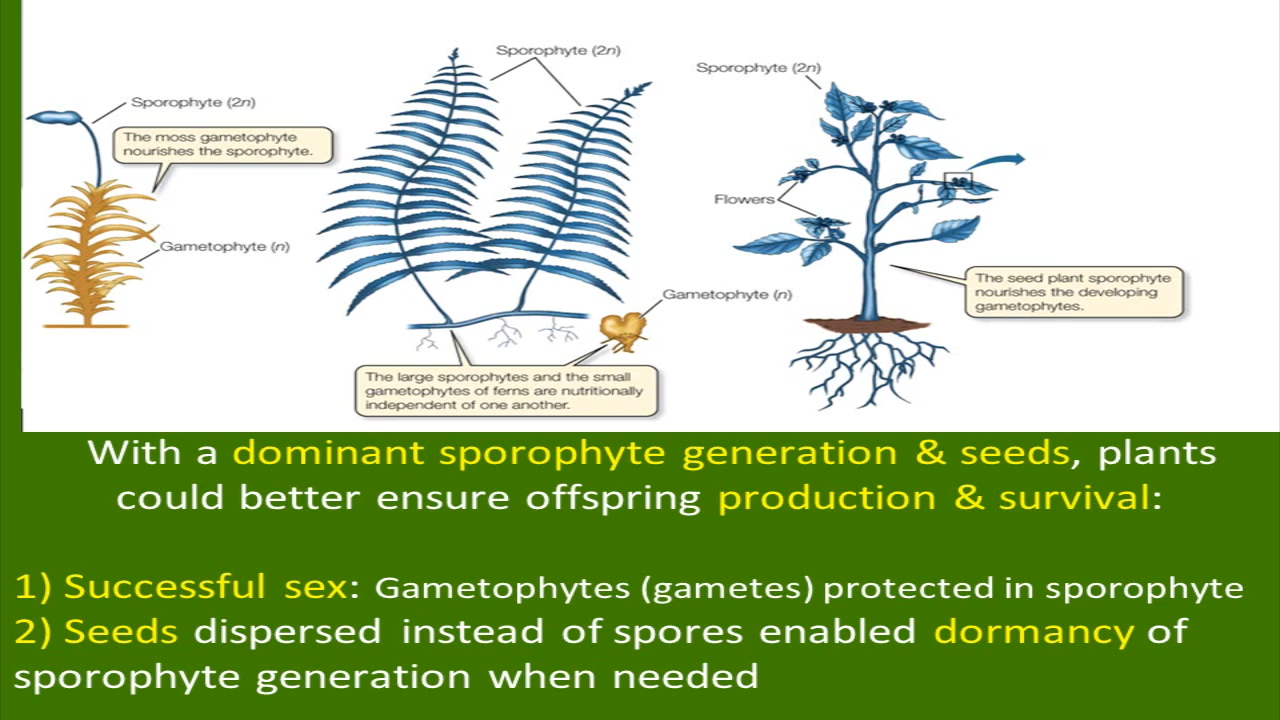 Sporophyte (2n)
The moss gametophyte
nourishes the sporophyte.
Gametophyte (n)
Sporophyte (2n)
Gametophyte (n)
The large sporophytes and the small
gametophytes of ferns are nutritionally
independent of one another.
Sporophyte (2n)
Flowers
The seed plant sporophyte
nourishes the developing
gametophytes.
With a dominant sporophyte generation & seeds, plants
could better ensure offspring production & survival:
1) Successful sex: Gametophytes (gametes) protected in sporophyte
2) Seeds dispersed instead of spores enabled dormancy of
sporophyte generation when needed